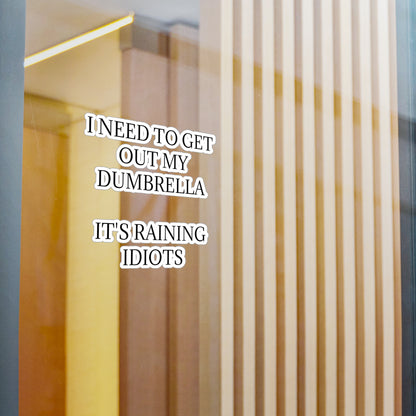 I NEED TO GET
OUT MY
DUMBRELLA
IT'S RAINING
IDIOTS